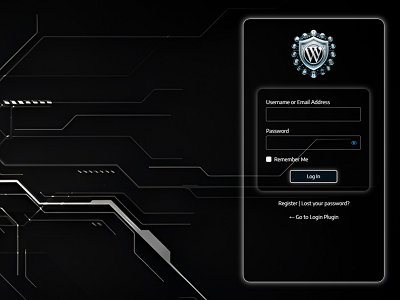 Username or Email Address
Password
Remember Me
Log In
Register | Lost your password?
← Go to Login Plugin